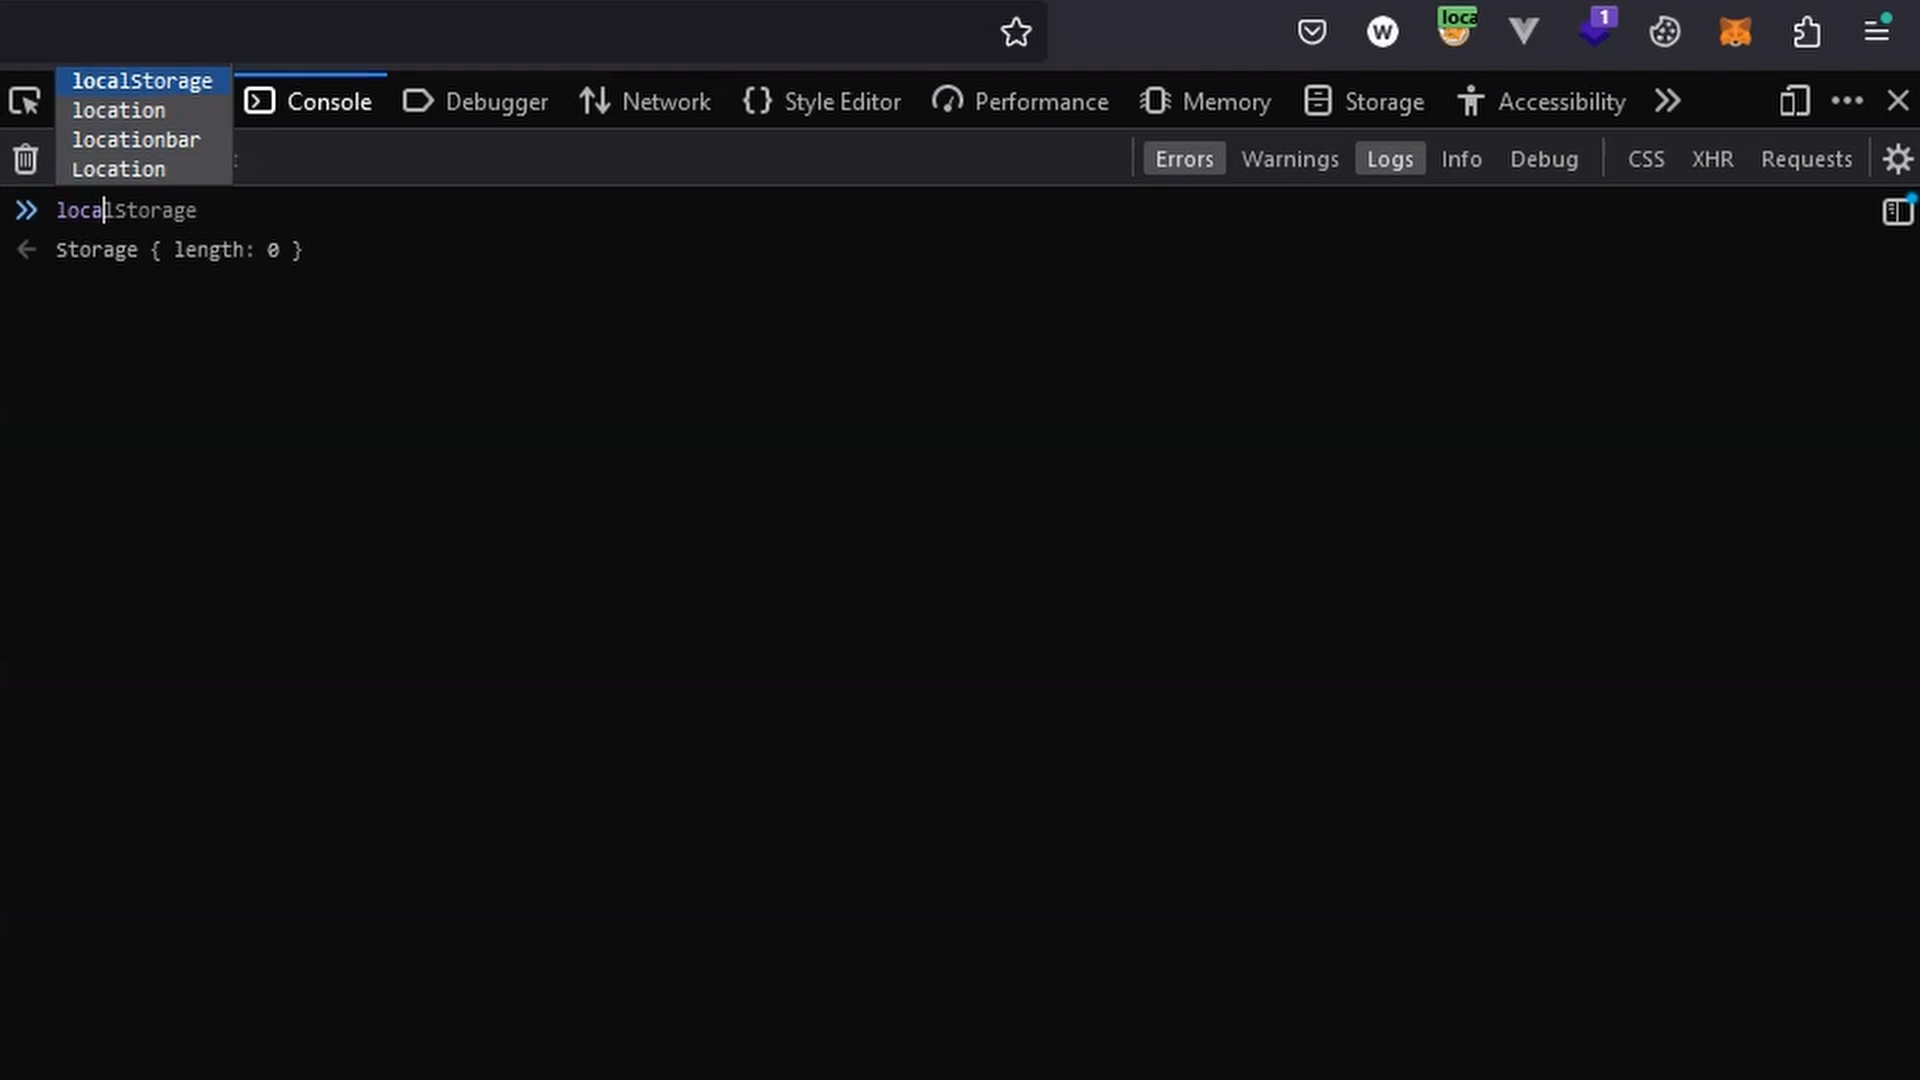 W
loca
1
localStorage
location
locationbar
Location
Console
Debugger
Network
Style Editor
Performance
Memory
Storage
Accessibility
Errors
Warnings
Logs
Info
Debug
CSS
XHR
Requests
localStorage
Storage { length: 0 }